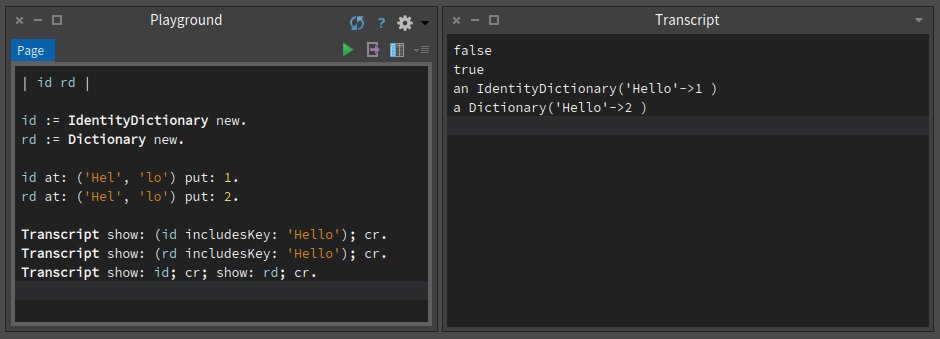 Playground
?
Page
| id rd |
id := IdentityDictionary new.
rd := Dictionary new.
id at: ('Hel', 'lo') put: 1.
rd at: ('Hel', 'lo') put: 2.
Transcript show: (id includesKey: 'Hello'); cr.
Transcript show: (rd includesKey: 'Hello'); cr.
Transcript show: id; cr; show: rd; cr.
Transcript
false
true
an IdentityDictionary('Hello'->1 )
a Dictionary('Hello'->2 )